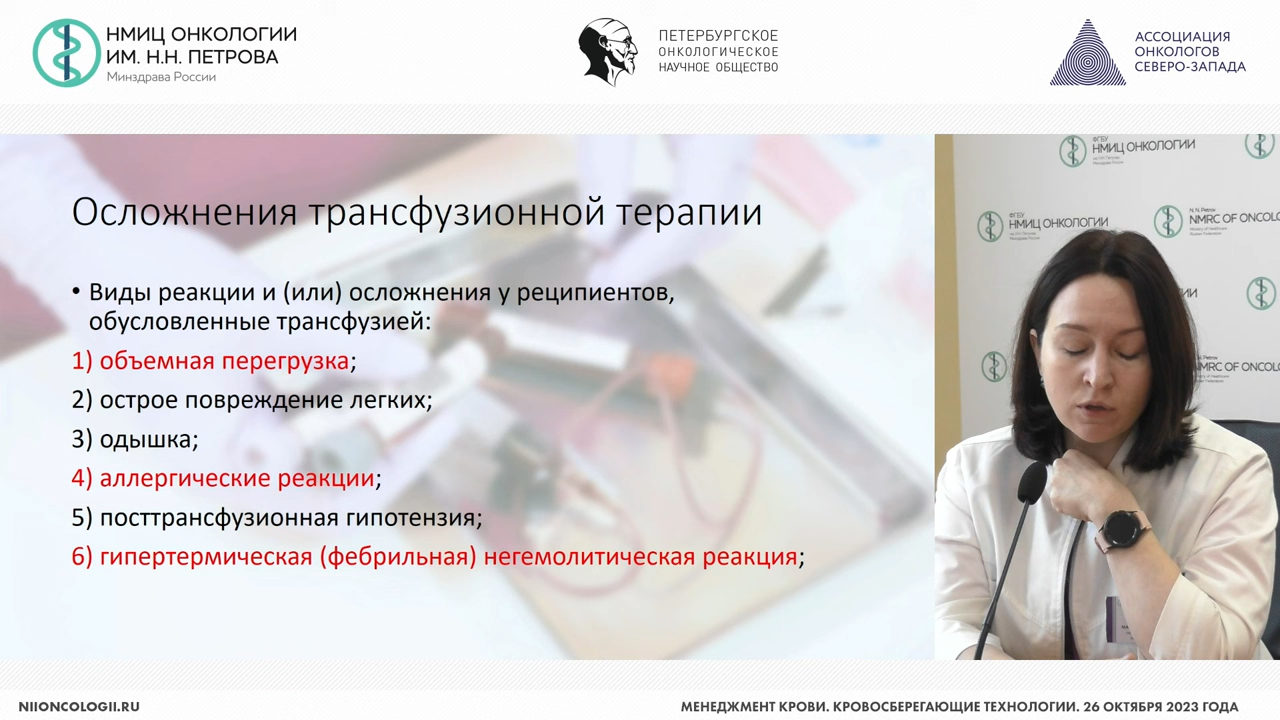 НМИЦ ОНКОЛОГИИ
ИМ. Н.Н. ПЕТРОВА
Минздрава России
ПЕТЕРБУРГСКОЕ
ОНКОЛОГИЧЕСКОЕ
НАУЧНОЕ ОБЩЕСТВО
АССОЦИАЦИЯ
ОНКОЛОГОВ
СЕВЕРО-ЗАПАДА
Осложнения трансфузионной терапии
• Виды реакции и (или) осложнения у реципиентов,
обусловленные трансфузией:
1) объемная перегрузка;
2) острое повреждение легких;
3) одышка;
4) аллергические реакции;
5) посттрансфузионная гипотензия;
6) гипертермическая (фебрильная) негемолитическая реакция;
ФГБУ
НМИЦ ОНКОЛОГИИ
ФГБУ
НМИЦ ОНКОЛОГИИ
N.N. Petrov
NMRC OF ONCOLO
NMRC OF ONCOLO
NIIONCOLOGII.RU
МЕНЕДЖМЕНТ КРОВИ. КРОВОСБЕРЕГАЮЩИЕ ТЕХНОЛОГИИ. 26 ОКТЯБРЯ 2023 ГОДА